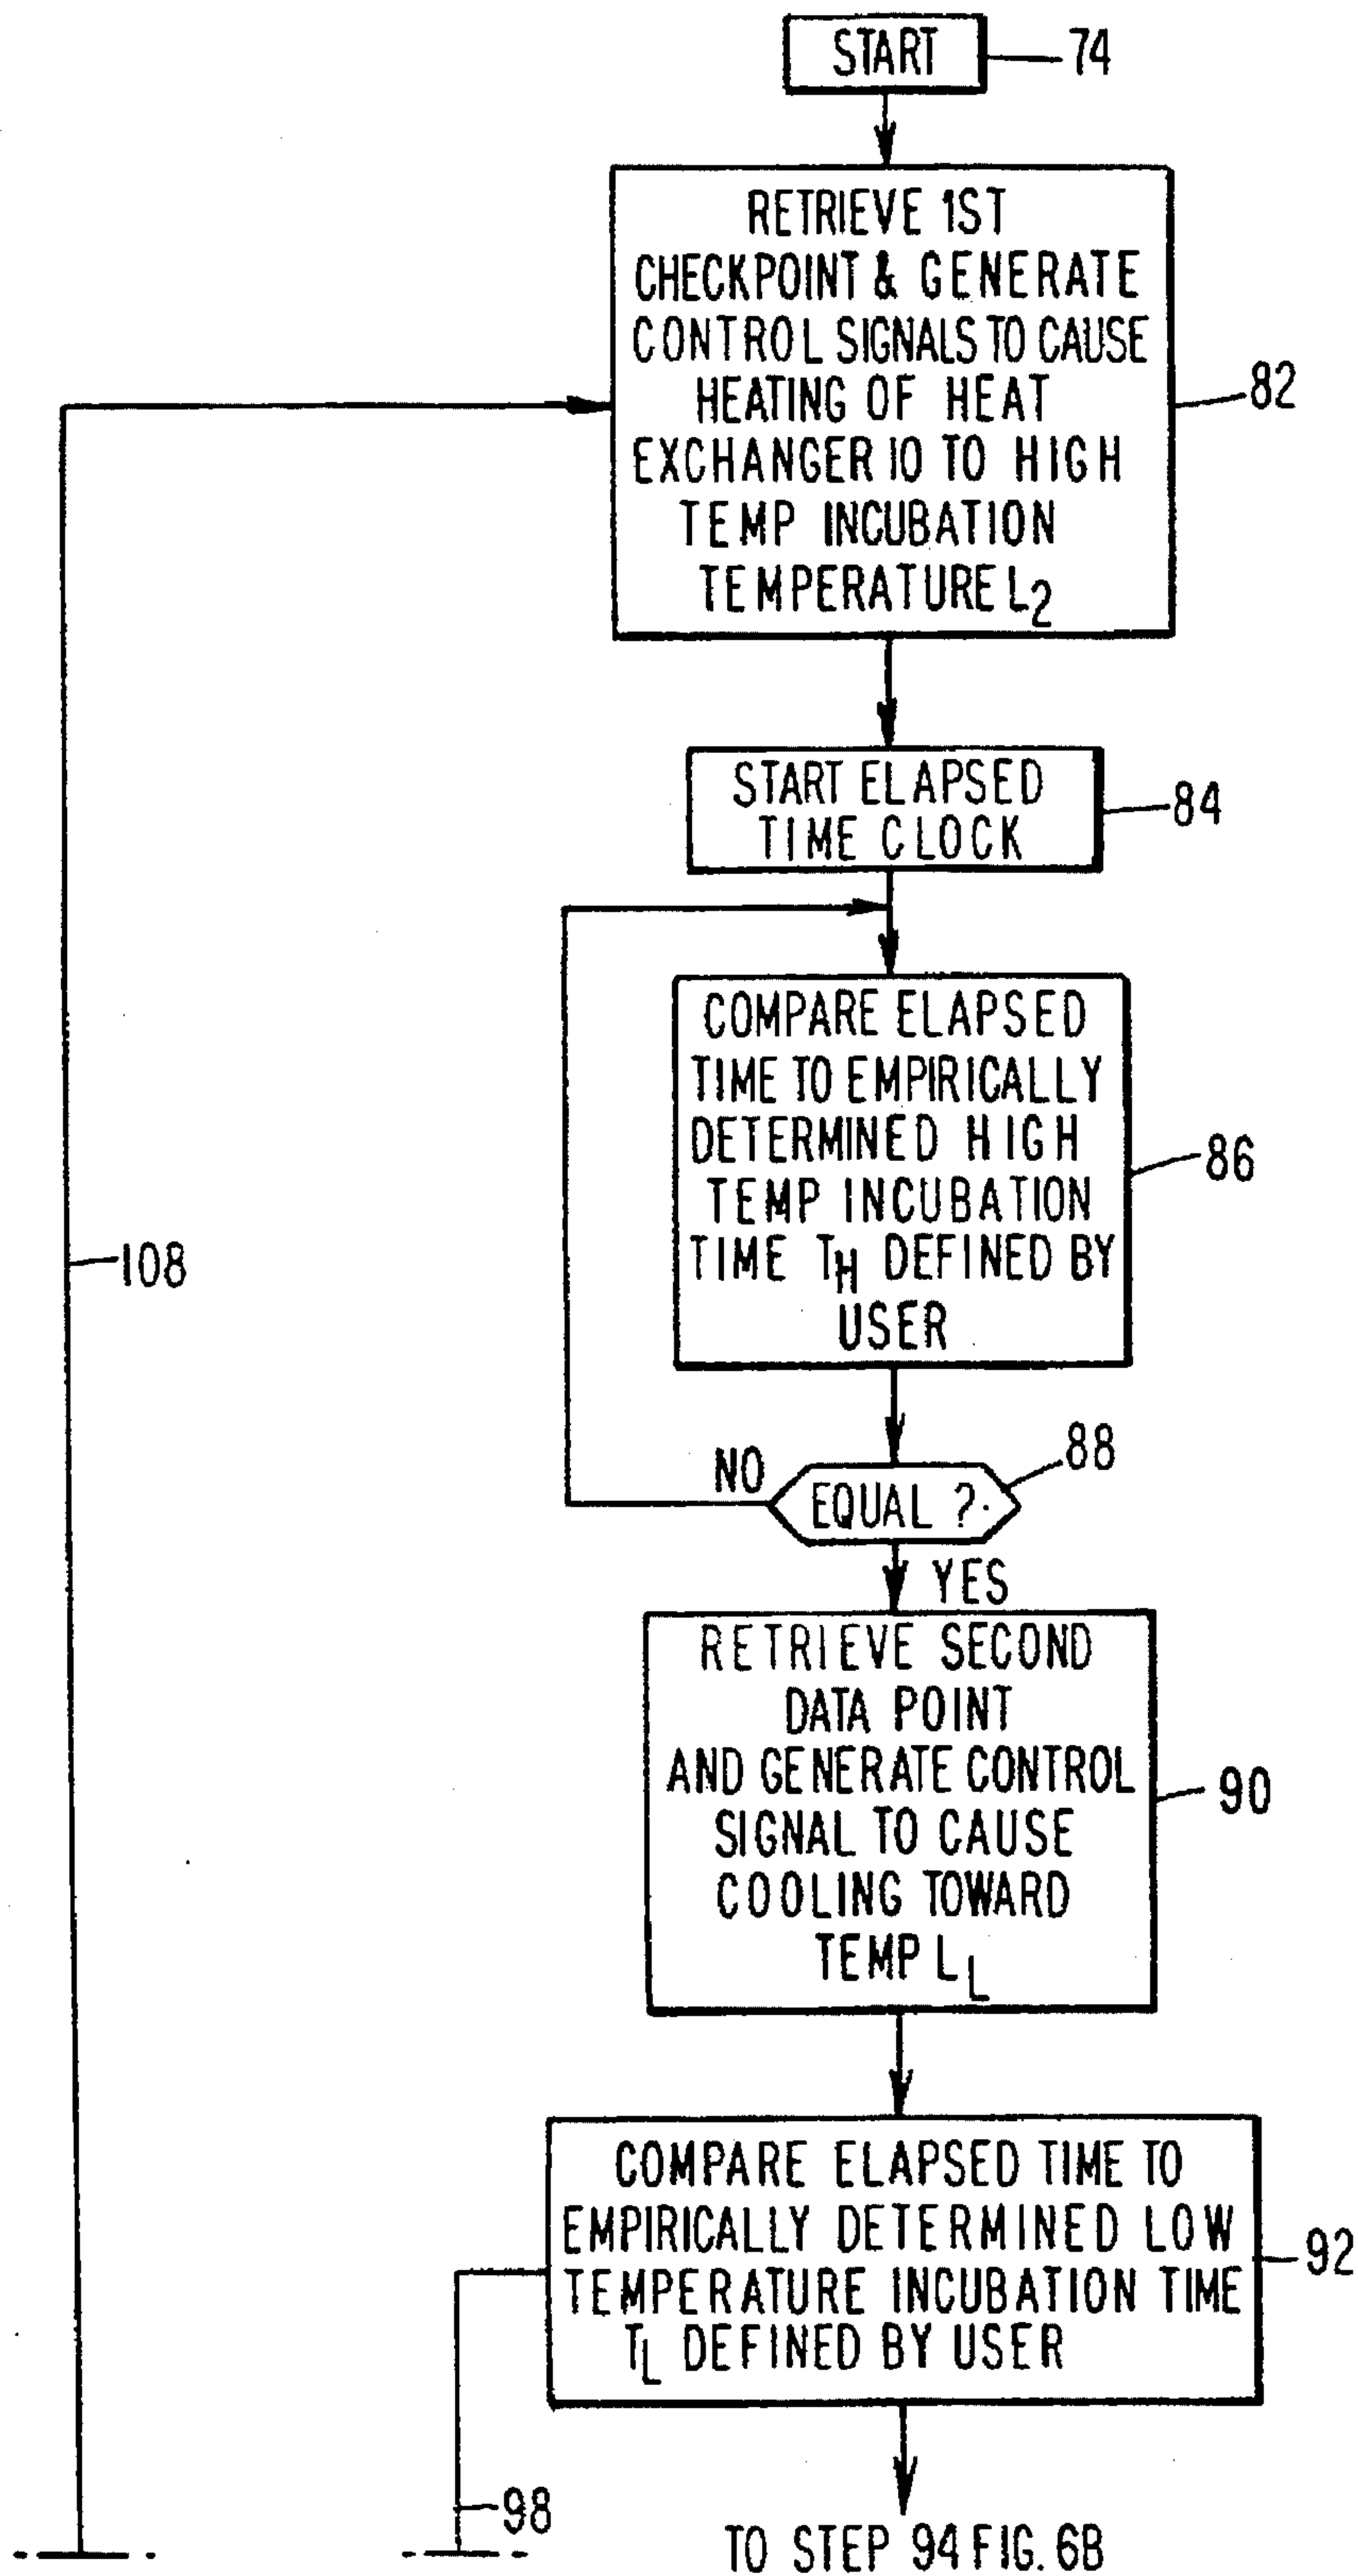 START
74
RETRIEVE 1ST
CHECKPOINT & GENERATE
CONTROL SIGNALS TO CAUSE
HEATING OF HEAT
EXCHANGER 10 TO HIGH
TEMP INCUBATION
TEMPERATURE L2
82
START ELAPSED
TIME CLOCK
84
COMPARE ELAPSED
TIME TO EMPIRICALLY
DETERMINED HIGH
TEMP INCUBATION
TIME TH DEFINED BY
USER
86
108
EQUAL ?
88
NO
YES
RETRIEVE SECOND
DATA POINT
AND GENERATE CONTROL
SIGNAL TO CAUSE
COOLING TOWARD
TEMP LL
90
COMPARE ELAPSED TIME TO
EMPIRICALLY DETERMINED LOW
TEMPERATURE INCUBATION TIME
TL DEFINED BY USER
92
98
TO STEP 94 FIG. 6B